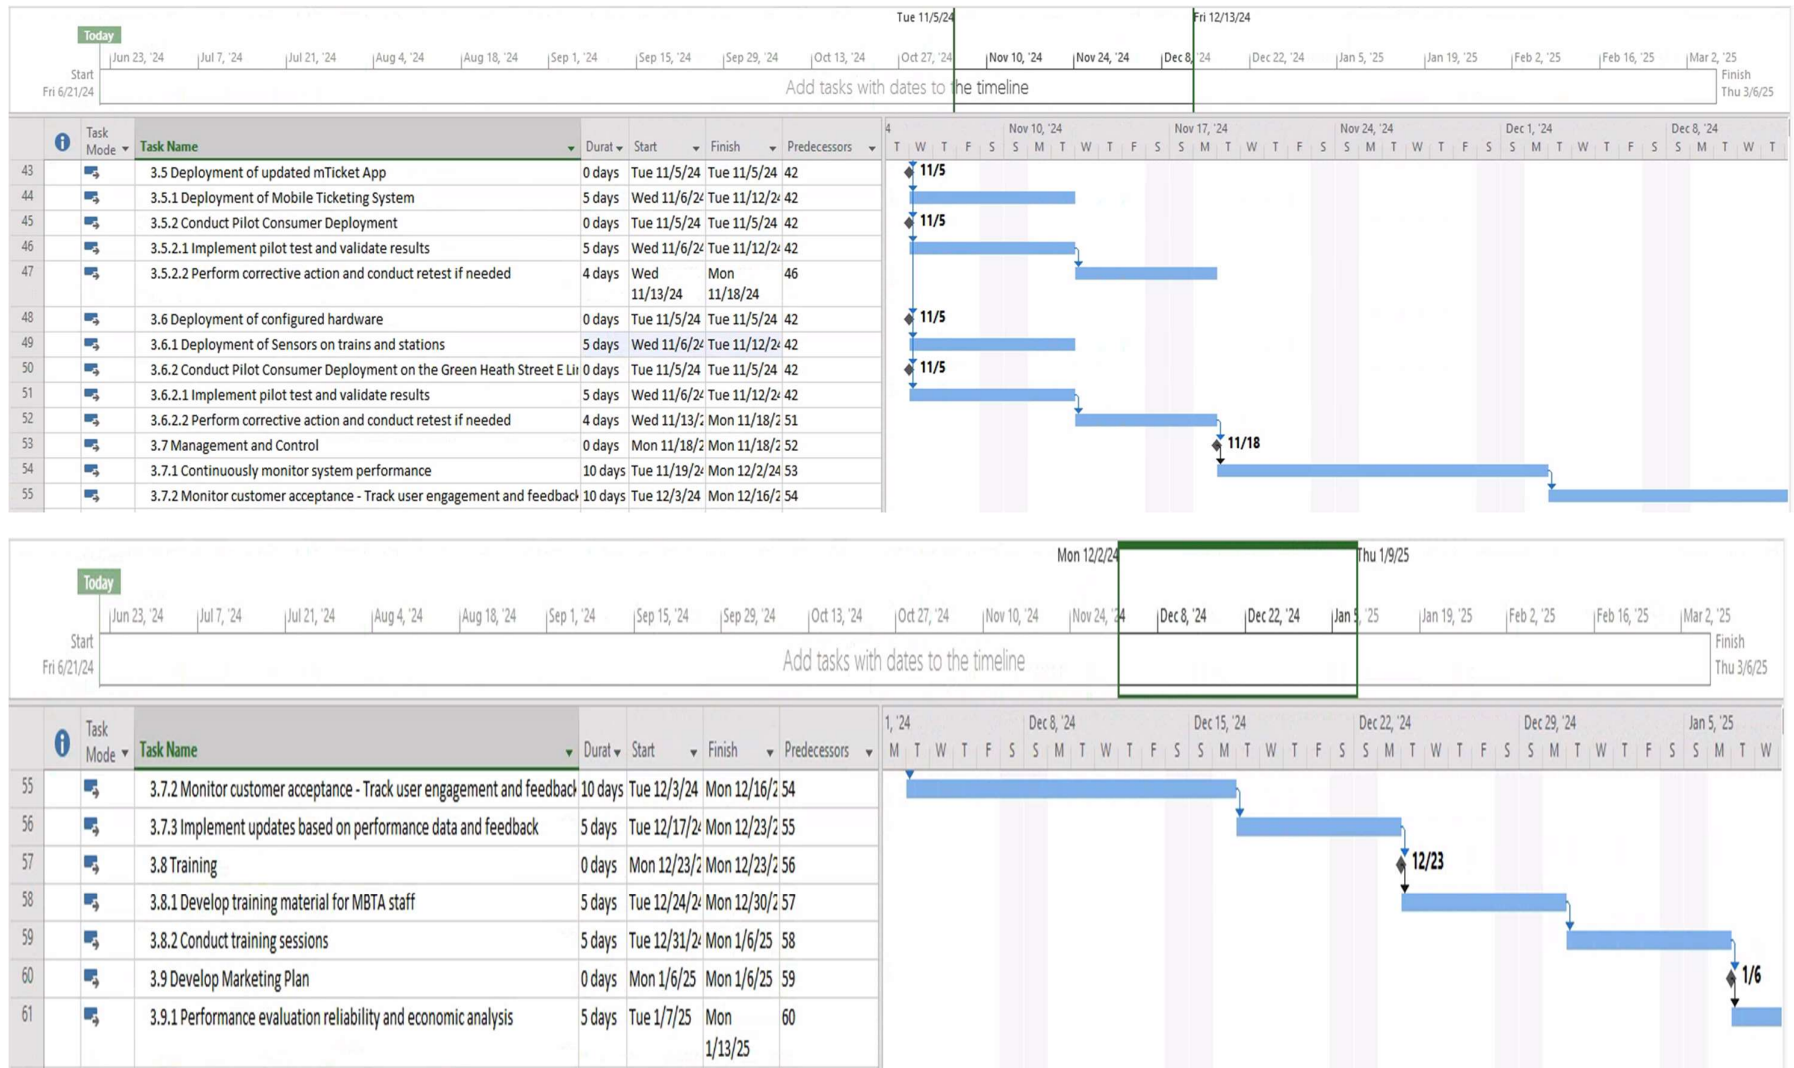 Tue 11/5/24 Fri 12/13/24
Today
Jun 23, '24 Jul 7, '24 Jul 21, '24 Aug 4, '24 Aug 18, '24 Sep 1, '24 Sep 15, '24 Sep 29, '24 Oct 13, '24 Oct 27, '24 Nov 10, '24 Nov 24, '24 Dec 8, '24 Dec 22, '24 Jan 5, '25 Jan 19, '25 Feb 2, '25 Feb 16, '25 Mar 2, '25
Start Finish
Fri 6/21/24 Add tasks with dates to the timeline Thu 3/6/25
4 Nov 10, '24 Nov 17, '24 Nov 24, '24 Dec 1, '24 Dec 8, '24
Task Mode Task Name Durat Start Finish Predecessors T W T F S S M T W T F S S M T W T F S S M T W T F S S M T W T F S S M T W T
43 3.5 Deployment of updated mTicket App 0 days Tue 11/5/24 Tue 11/5/24 42 11/5
44 3.5.1 Deployment of Mobile Ticketing System 5 days Wed 11/6/24 Tue 11/12/24 42
45 3.5.2 Conduct Pilot Consumer Deployment 0 days Tue 11/5/24 Tue 11/5/24 42 11/5
46 3.5.2.1 Implement pilot test and validate results 5 days Wed 11/6/24 Tue 11/12/24 42
47 3.5.2.2 Perform corrective action and conduct retest if needed 4 days Wed Mon 46
11/13/24 11/18/24
48 3.6 Deployment of configured hardware 0 days Tue 11/5/24 Tue 11/5/24 42 11/5
49 3.6.1 Deployment of Sensors on trains and stations 5 days Wed 11/6/24 Tue 11/12/24 42
50 3.6.2 Conduct Pilot Consumer Deployment on the Green Heath Street E Lin 0 days Tue 11/5/24 Tue 11/5/24 42 11/5
51 3.6.2.1 Implement pilot test and validate results 5 days Wed 11/6/24 Tue 11/12/24 42
52 3.6.2.2 Perform corrective action and conduct retest if needed 4 days Wed 11/13/2 Mon 11/18/2 51
53 3.7 Management and Control 0 days Mon 11/18/2 Mon 11/18/2 52 11/18
54 3.7.1 Continuously monitor system performance 10 days Tue 11/19/24 Mon 12/2/24 53
55 3.7.2 Monitor customer acceptance - Track user engagement and feedback 10 days Tue 12/3/24 Mon 12/16/2 54
Mon 12/2/24 Thu 1/9/25
Today
Jun 23, '24 Jul 7, '24 Jul 21, '24 Aug 4, '24 Aug 18, '24 Sep 1, '24 Sep 15, '24 Sep 29, '24 Oct 13, '24 Oct 27, '24 Nov 10, '24 Nov 24, '24 Dec 8, '24 Dec 22, '24 Jan 5, '25 Jan 19, '25 Feb 2, '25 Feb 16, '25 Mar 2, '25
Start Finish
Fri 6/21/24 Add tasks with dates to the timeline Thu 3/6/25
1, '24 Dec 8, '24 Dec 15, '24 Dec 22, '24 Dec 29, '24 Jan 5, '25
Task Mode Task Name Durat Start Finish Predecessors M T W T F S S M T W T F S S M T W T F S S M T W T F S S M T W T F S S M T W
55 3.7.2 Monitor customer acceptance - Track user engagement and feedback 10 days Tue 12/3/24 Mon 12/16/2 54
56 3.7.3 Implement updates based on performance data and feedback 5 days Tue 12/17/24 Mon 12/23/2 55
57 3.8 Training 0 days Mon 12/23/2 Mon 12/23/2 56 12/23
58 3.8.1 Develop training material for MBTA staff 5 days Tue 12/24/24 Mon 12/30/2 57
59 3.8.2 Conduct training sessions 5 days Tue 12/31/24 Mon 1/6/25 58
60 3.9 Develop Marketing Plan 0 days Mon 1/6/25 Mon 1/6/25 59 1/6
61 3.9.1 Performance evaluation reliability and economic analysis 5 days Tue 1/7/25 Mon 60
1/13/25